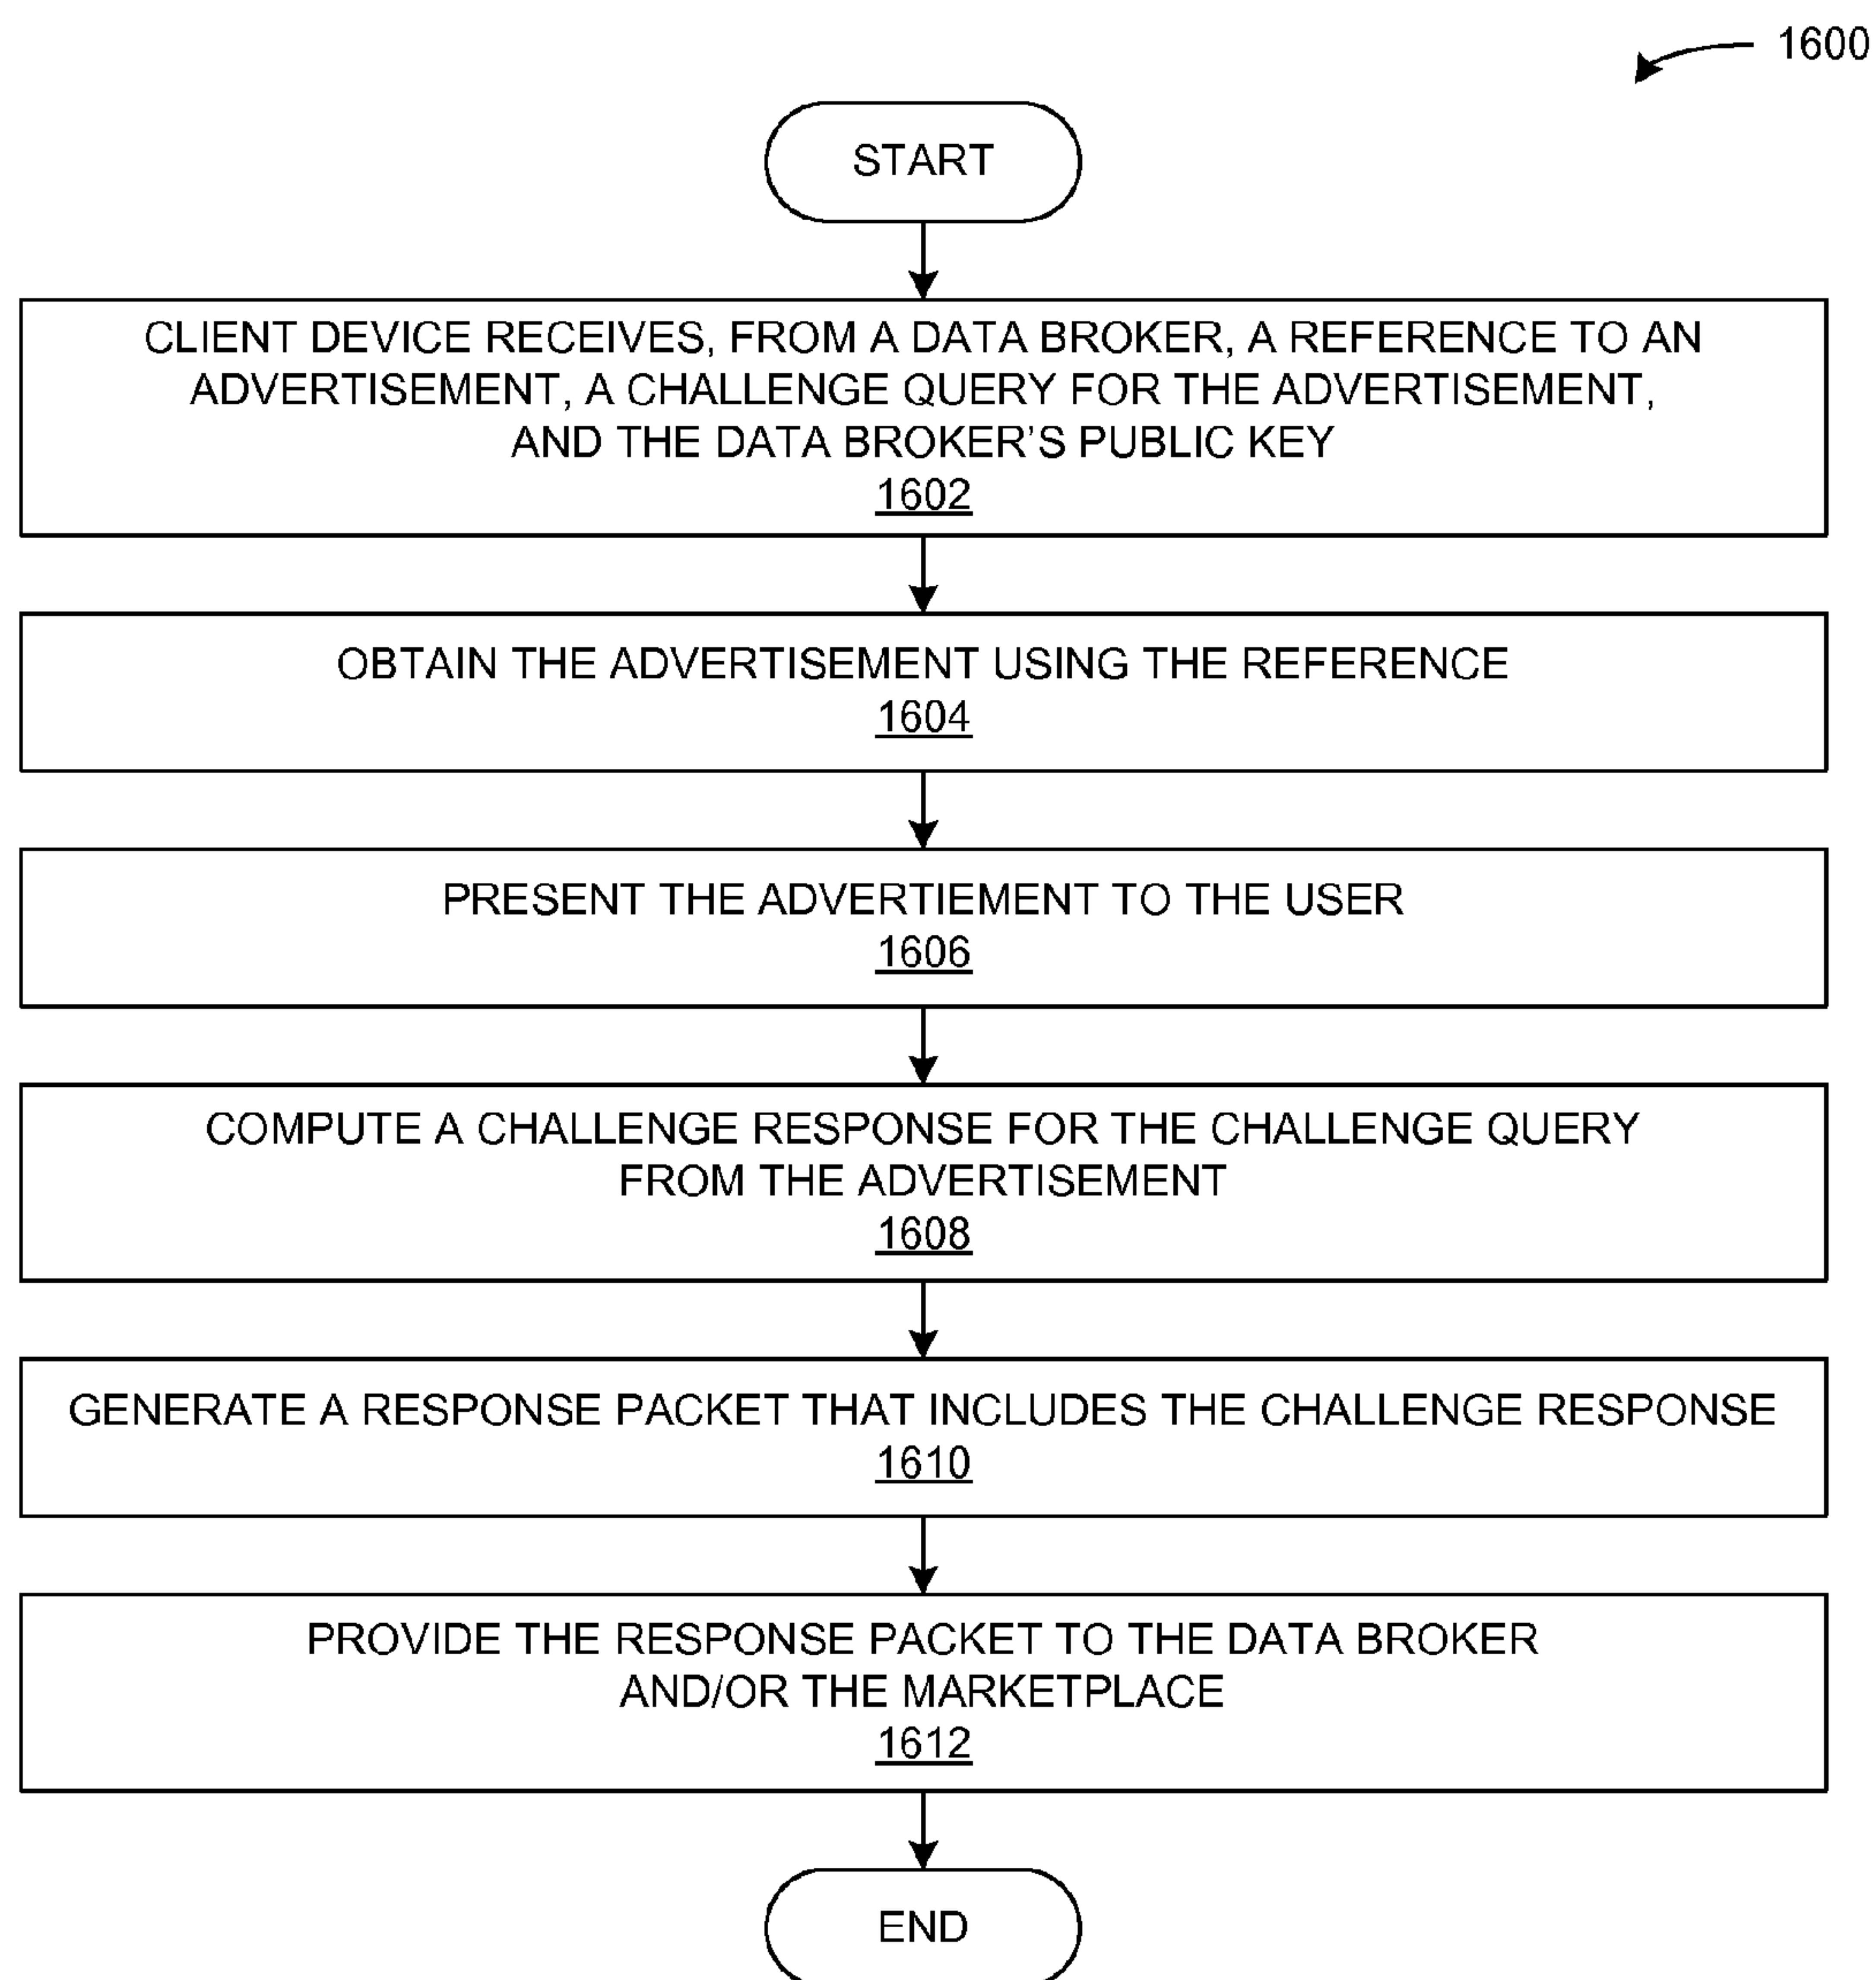 1600
START
CLIENT DEVICE RECEIVES, FROM A DATA BROKER, A REFERENCE TO AN
ADVERTISEMENT, A CHALLENGE QUERY FOR THE ADVERTISEMENT,
AND THE DATA BROKER'S PUBLIC KEY
1602
OBTAIN THE ADVERTISEMENT USING THE REFERENCE
1604
PRESENT THE ADVERTIEMENT TO THE USER
1606
COMPUTE A CHALLENGE RESPONSE FOR THE CHALLENGE QUERY
FROM THE ADVERTISEMENT
1608
GENERATE A RESPONSE PACKET THAT INCLUDES THE CHALLENGE RESPONSE
1610
PROVIDE THE RESPONSE PACKET TO THE DATA BROKER
AND/OR THE MARKETPLACE
1612
END